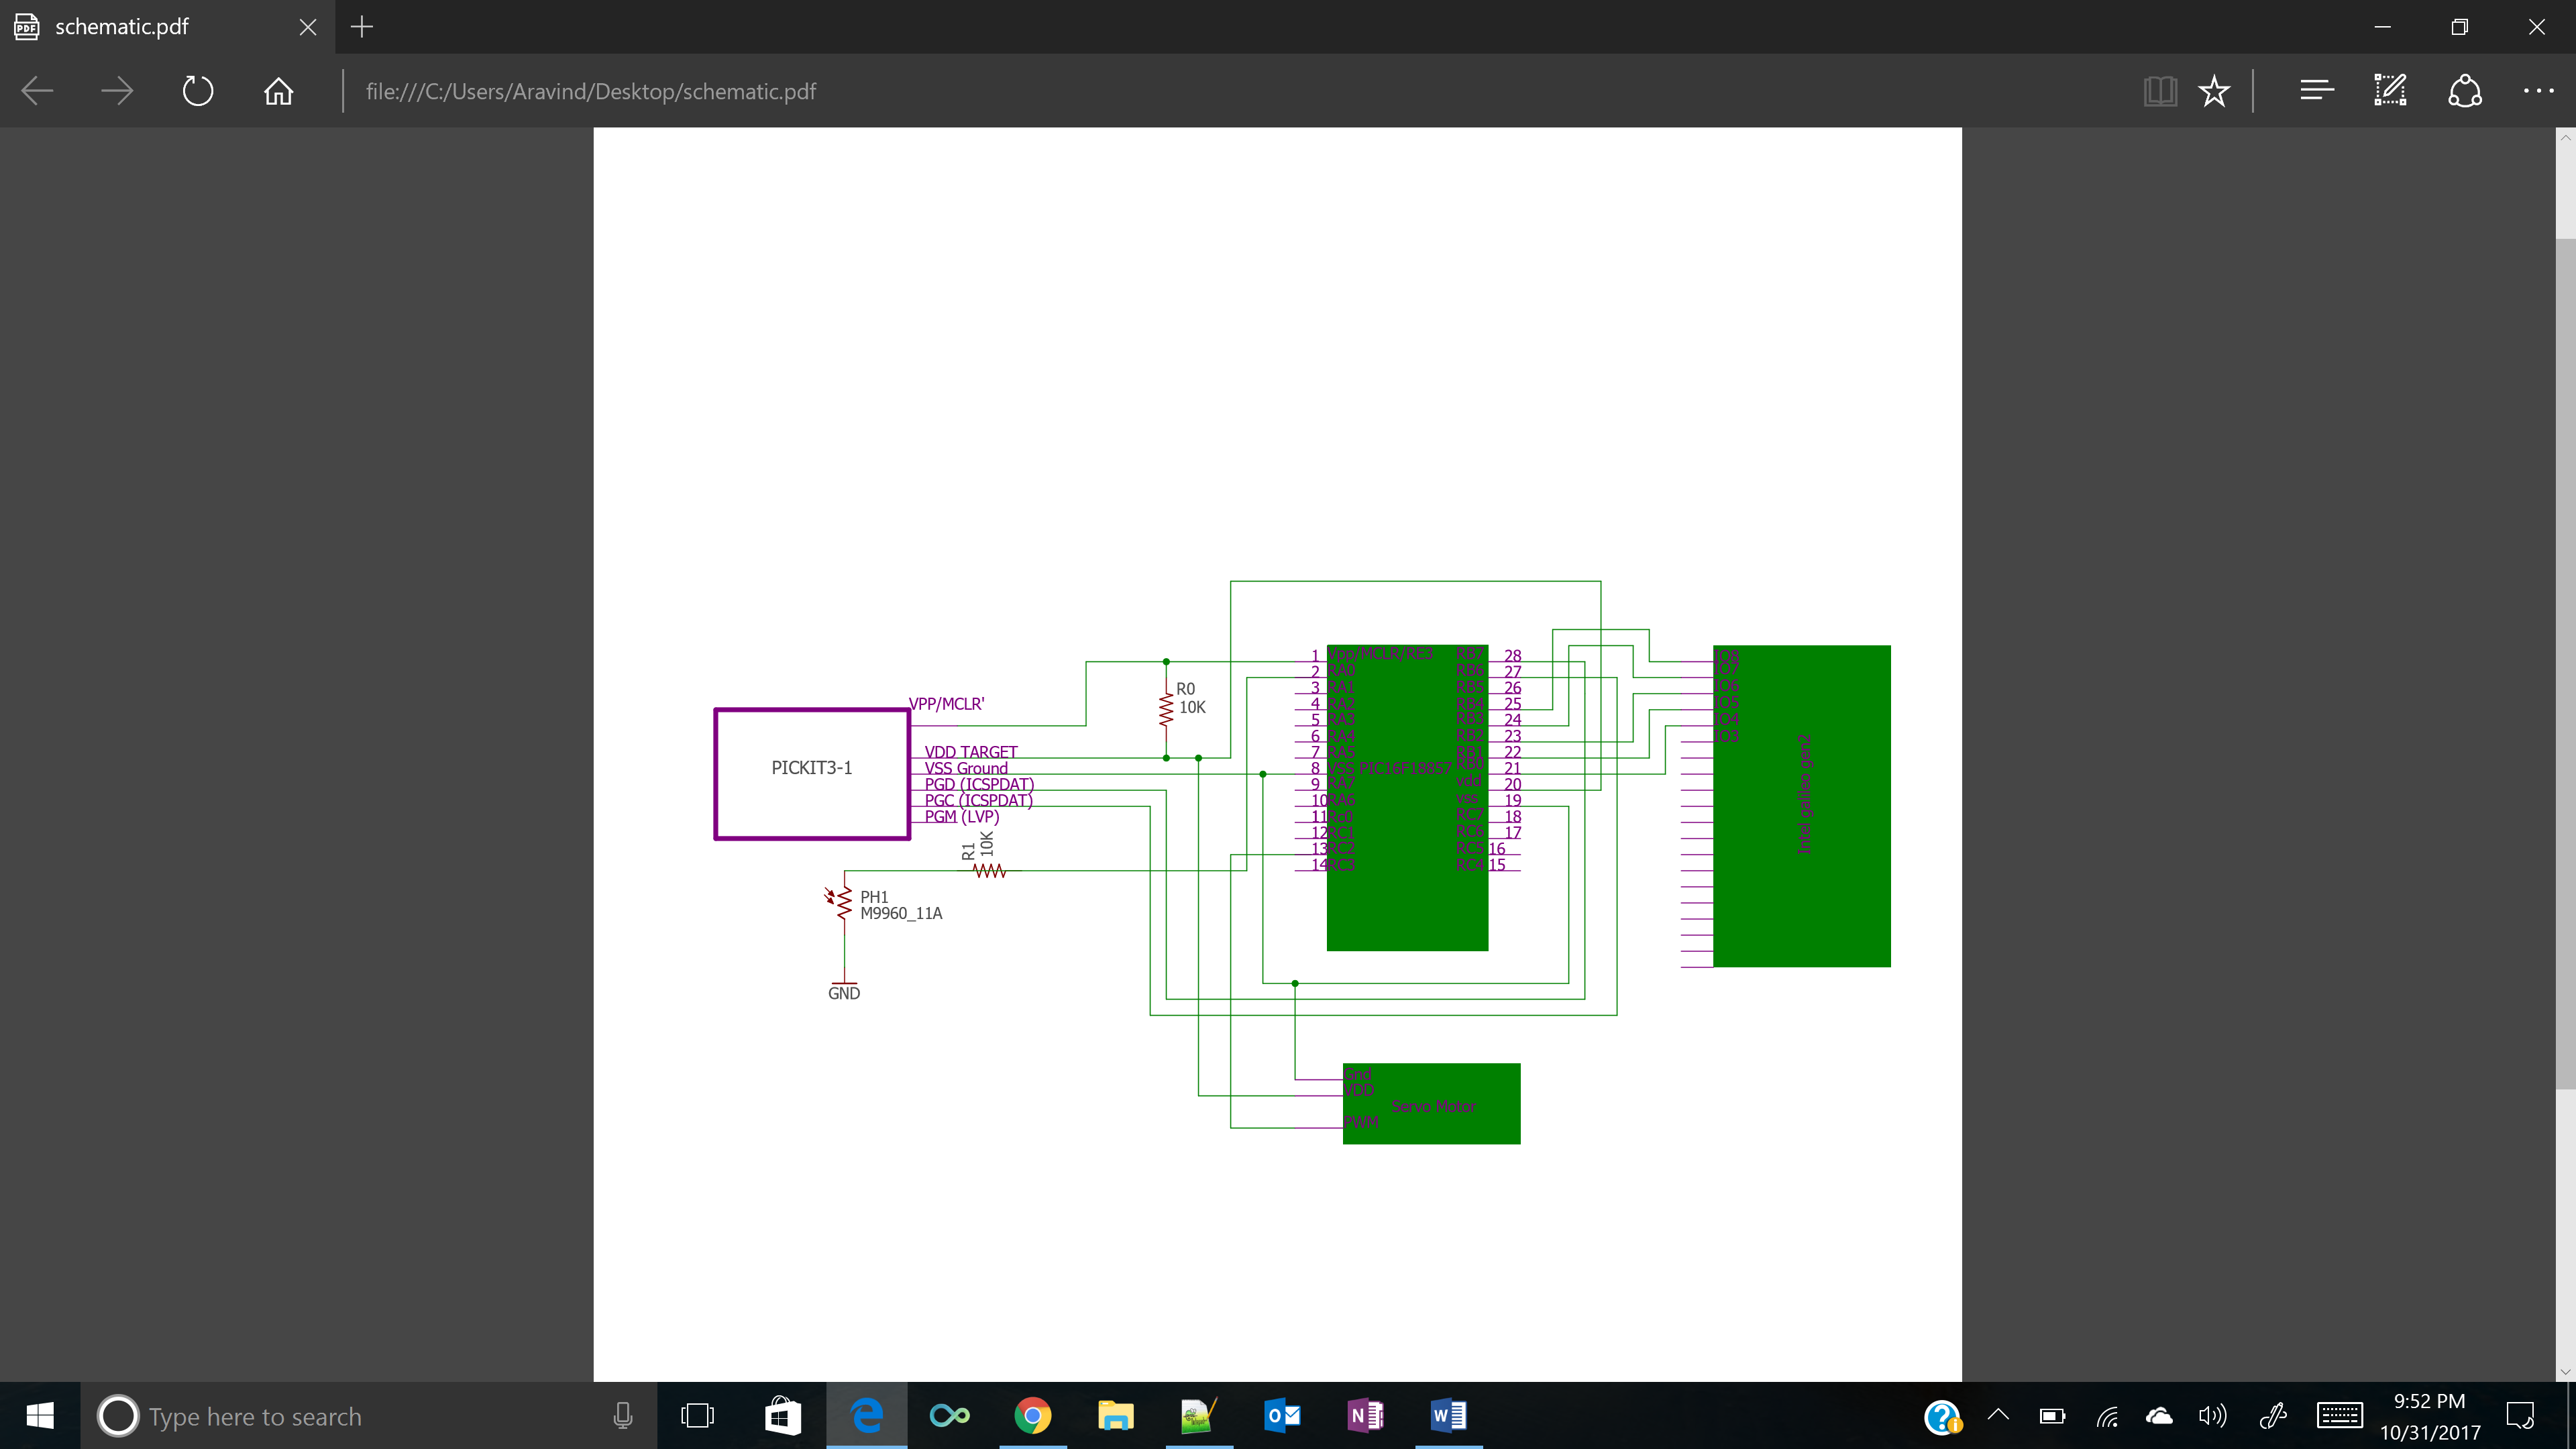 schematic.pdf
file:///C:/Users/Aravind/Desktop/schematic.pdf
PICKIT3-1
VPP/MCLR'
VDD TARGET
VSS Ground
PGD (ICSPDAT)
PGC (ICSPDAT)
PGM (LVP)
R0
10K
R1
10K
PH1
M9960_11A
GND
1 Vpp/MCLR/RE3 RB7 28
2 RA0 RB6 27
3 RA1 RB5 26
4 RA2 RB4 25
5 RA3 RB3 24
6 RA4 RB2 23
7 RA5 RB1 22
8 VSS PIC16F18857 RB0 21
9 RA7 vdd 20
10 RA6 vss 19
11 Rc0 RC7 18
12 RC1 RC6 17
13 RC2 RC5 16
14 RC3 RC4 15
IO8
IO7
IO6
IO5
IO4
IO3
Intel galileo gen2
Gnd
VDD
Servo Motor
PWM
Type here to search
9:52 PM
10/31/2017